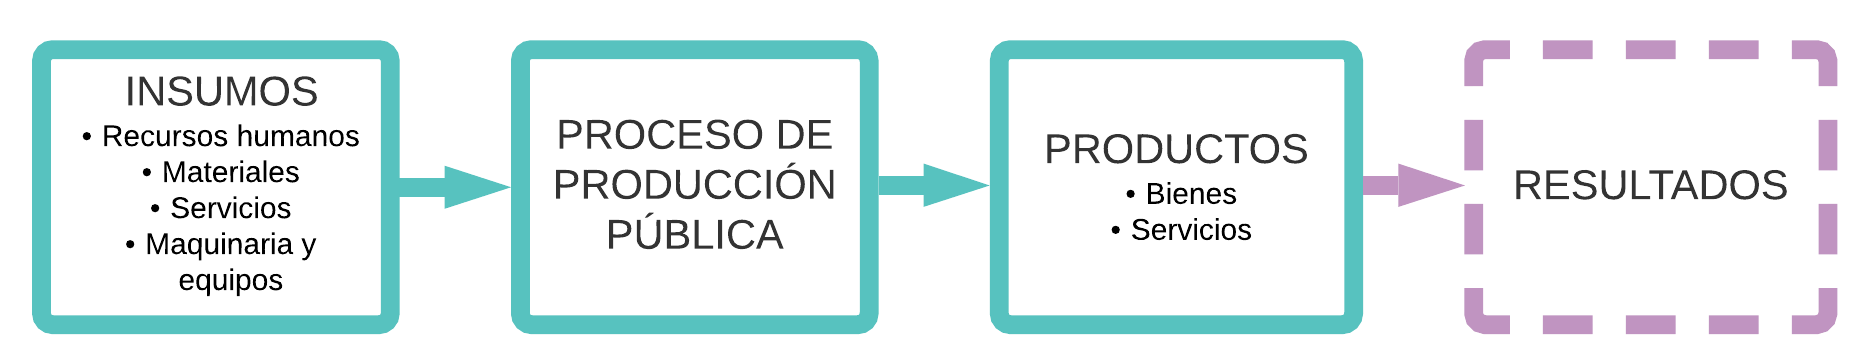 INSUMOS
• Recursos humanos
• Materiales
• Servicios
• Maquinaria y
equipos
PROCESO DE
PRODUCCIÓN
PÚBLICA
PRODUCTOS
• Bienes
• Servicios
RESULTADOS